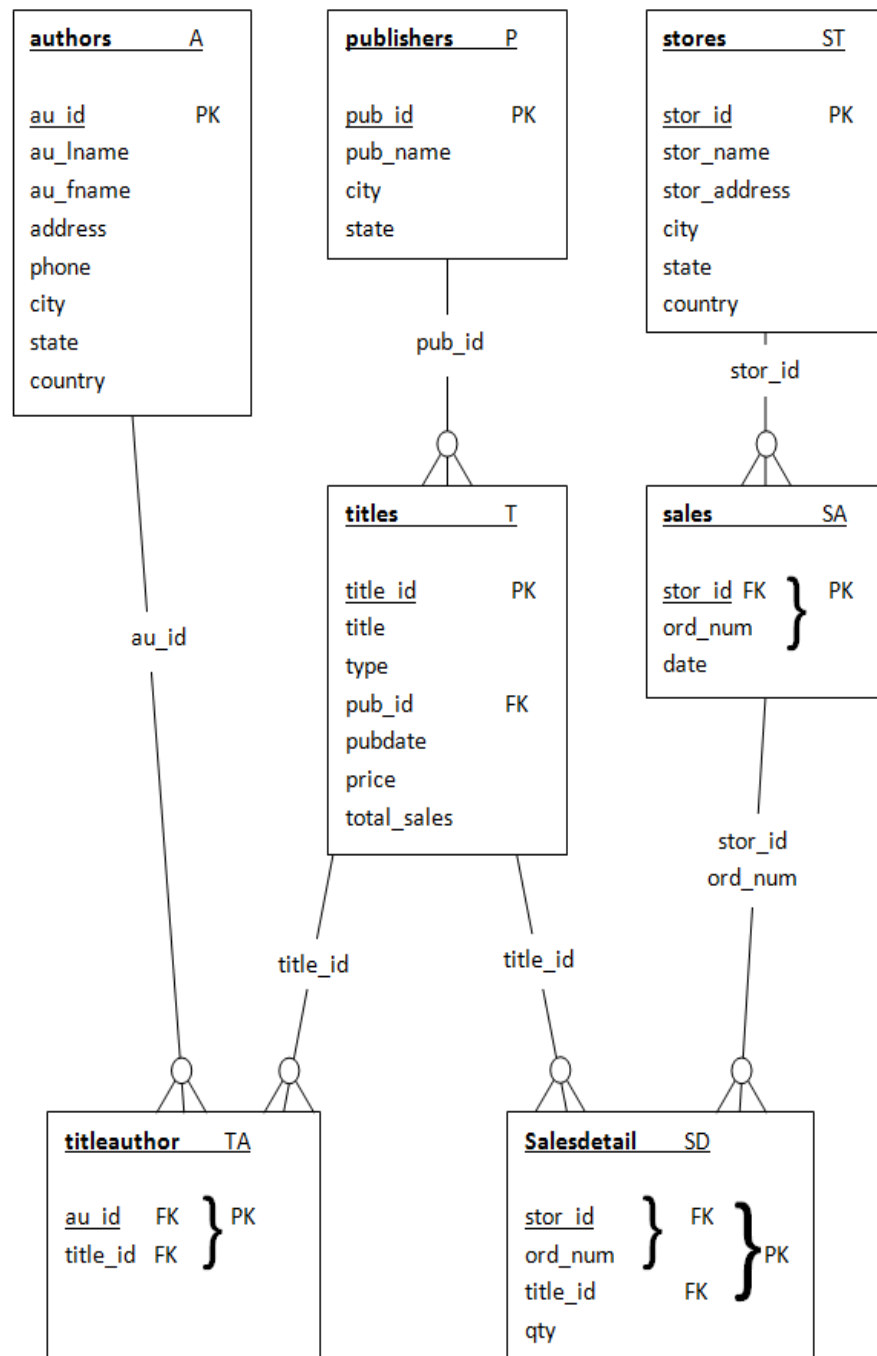 authors A
au_id PK
au_lname
au_fname
address
phone
city
state
country
publishers P
pub_id PK
pub_name
city
state
stores ST
stor_id PK
stor_name
stor_address
city
state
country
pub_id
stor_id
au_id
titles T
title_id PK
title
type
pub_id FK
pubdate
price
total_sales
sales SA
stor_id FK } PK
ord_num
date
title_id
title_id
stor_id
ord_num
titleauthor TA
au_id FK } PK
title_id FK
Salesdetail SD
stor_id } FK
ord_num } PK
title_id FK
qty